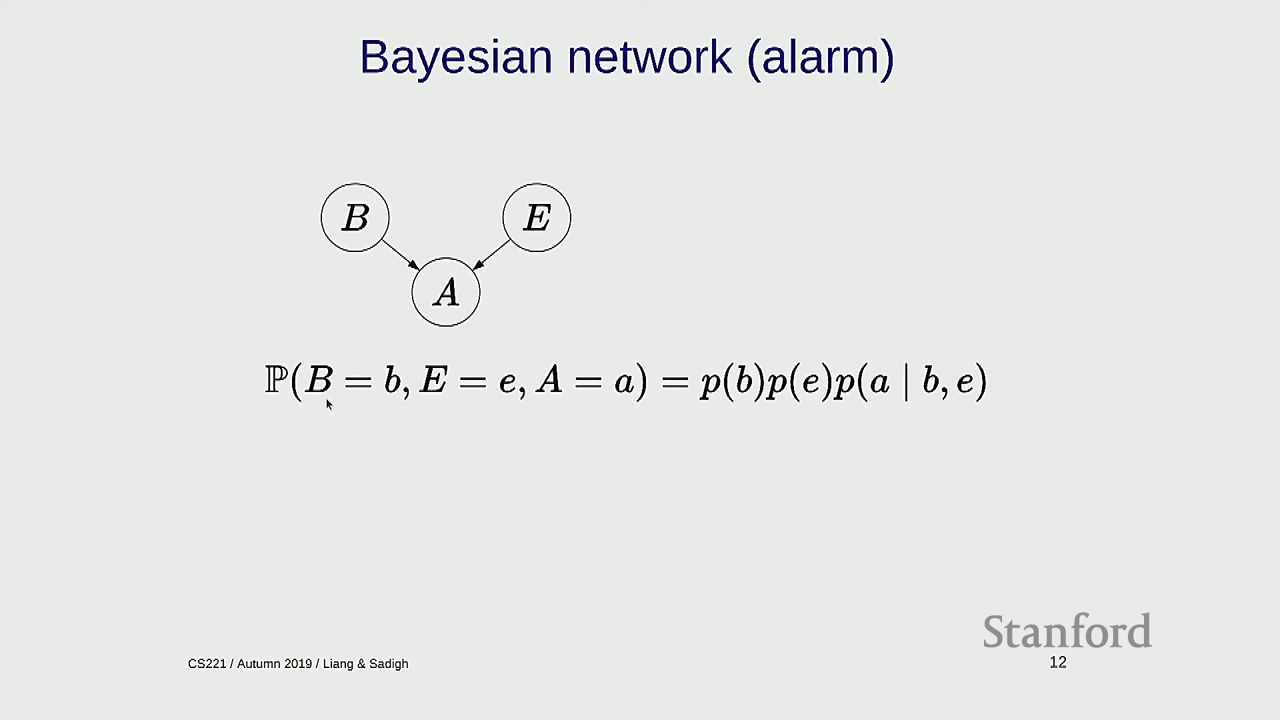 Bayesian network (alarm)
B
E
A
ℙ(B = b, E = e, A = a) = p(b)p(e)p(a | b, e)
Stanford
CS221 / Autumn 2019 / Liang & Sadigh
12